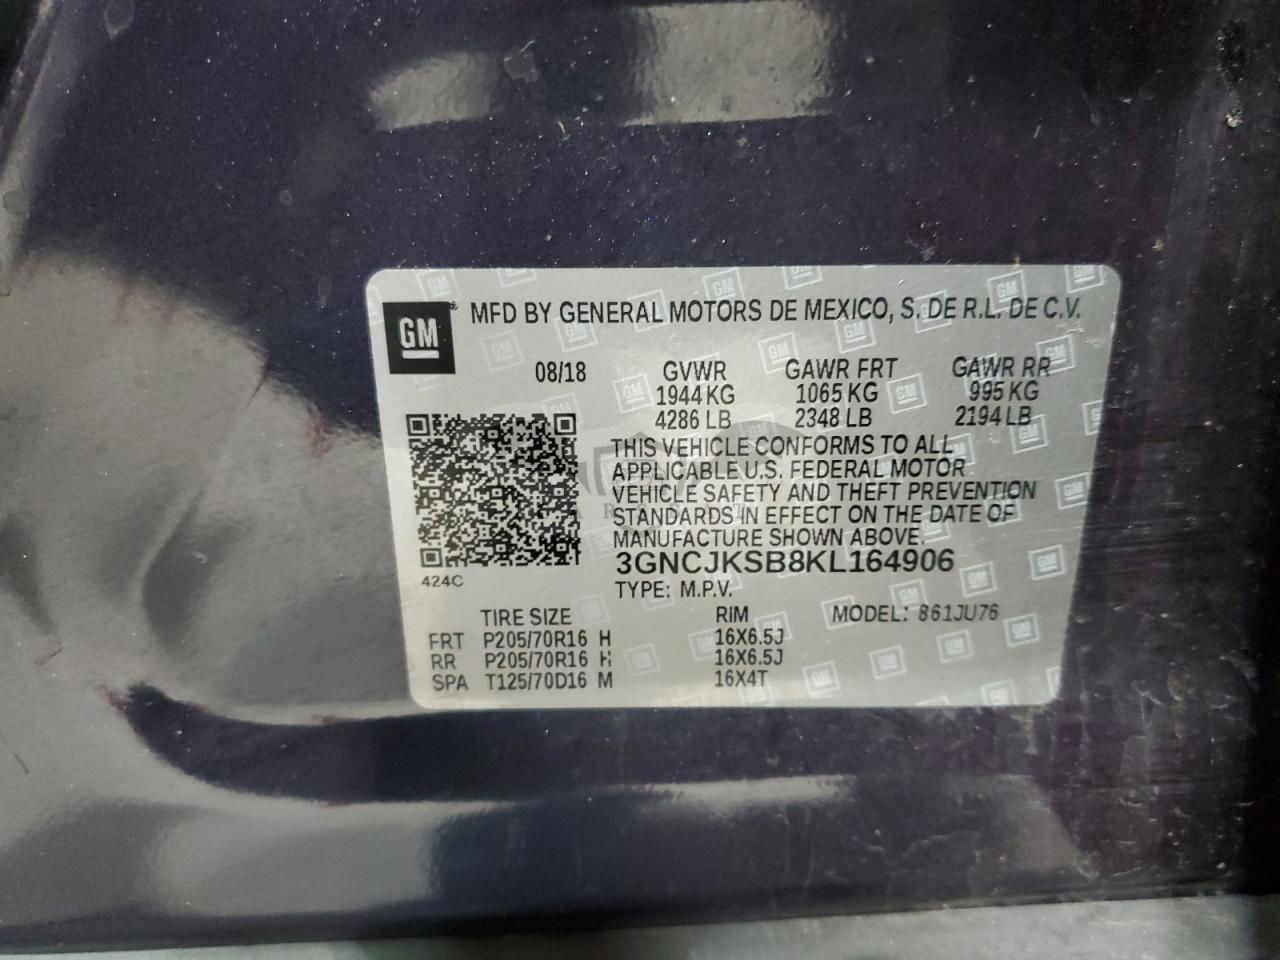 GM MFD BY GENERAL MOTORS DE MEXICO, S. DE R.L. DE C.V.
08/18 GVWR GAWR FRT GAWR RR
1944 KG 1065 KG 995 KG
4286 LB 2348 LB 2194 LB
THIS VEHICLE CONFORMS TO ALL
APPLICABLE U.S. FEDERAL MOTOR
VEHICLE SAFETY AND THEFT PREVENTION
STANDARDS IN EFFECT ON THE DATE OF
MANUFACTURE SHOWN ABOVE.
3GNCJKSB8KL164906
424C
TYPE: M.P.V.
TIRE SIZE RIM MODEL: 861JU76
FRT P205/70R16 H 16X6.5J
RR P205/70R16 H 16X6.5J
SPA T125/70D16 M 16X4T